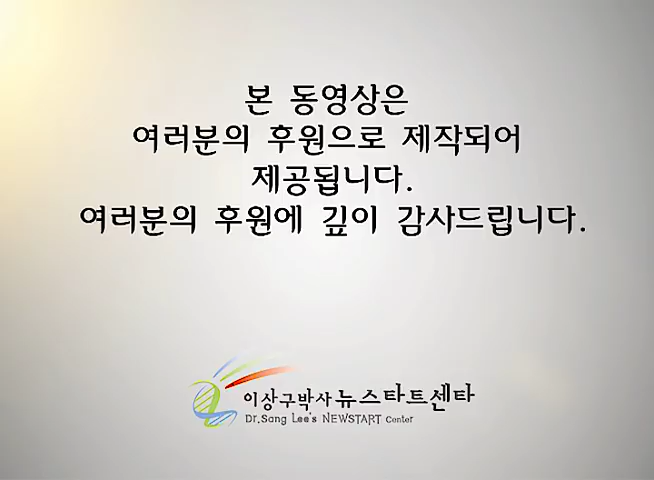 본 동영상은
여러분의 후원으로 제작되어
제공됩니다.
여러분의 후원에 깊이 감사드립니다.
이상구박사 뉴스타트센타
Dr.Sang Lee's NEWSTART Center